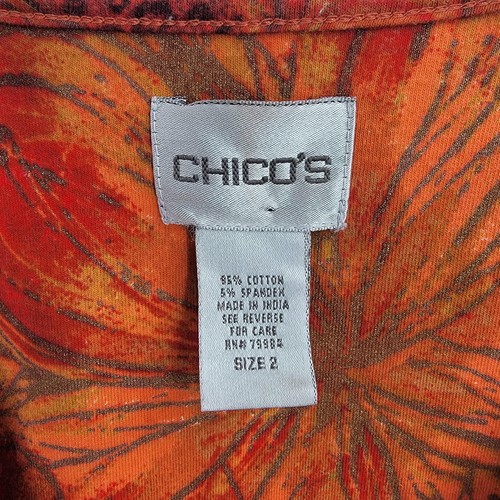 CHICO'S
95% COTTON
5% SPANDEX
MADE IN INDIA
SEE REVERSE
FOR CARE
RN# 79984
SIZE 2